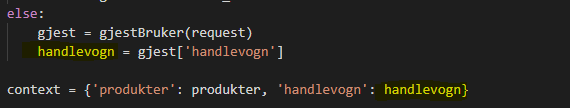 else:
gjest = gjestBruker(request)
handlevogn = gjest['handlevogn']
context = {'produkter': produkter, 'handlevogn': handlevogn}